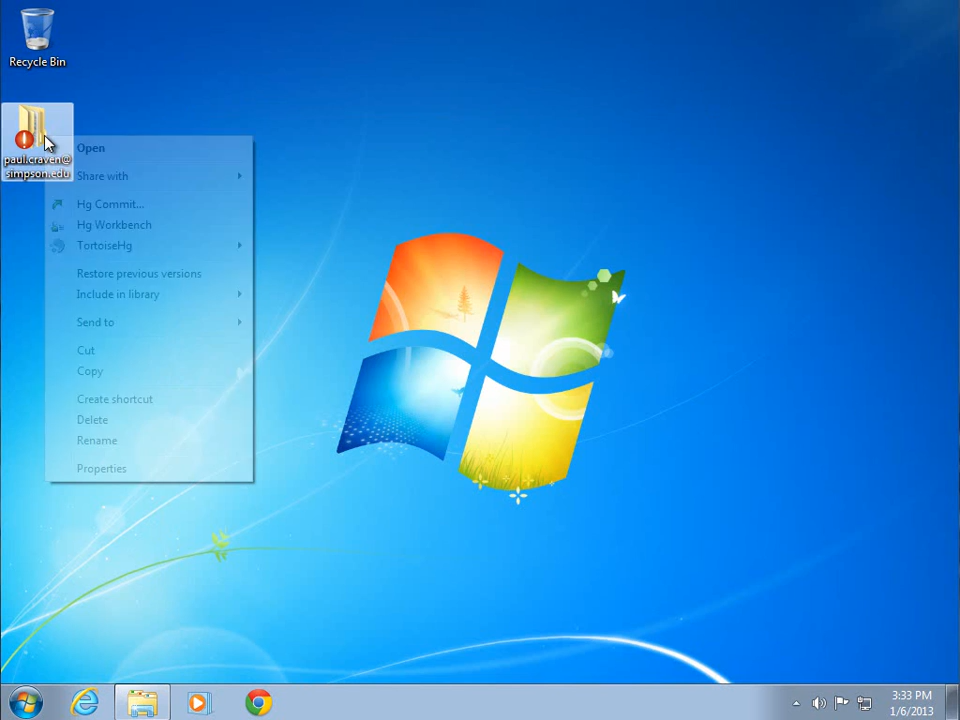 Recycle Bin
paul.craven@
simpson.edu
Open
Share with
Hg Commit...
Hg Workbench
TortoiseHg
Restore previous versions
Include in library
Send to
Cut
Copy
Create shortcut
Delete
Rename
Properties
3:33 PM
1/6/2013